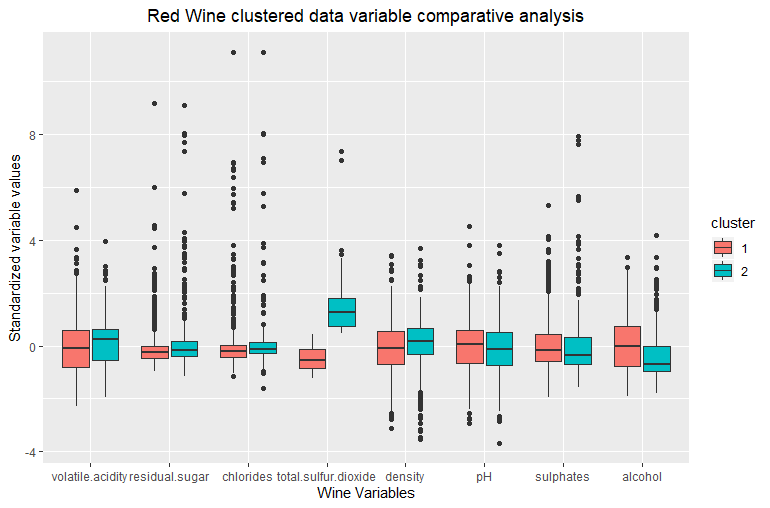 Red Wine clustered data variable comparative analysis
Standardized variable values
8
4
0
-4
volatile.acidity residual.sugar chlorides total.sulfur.dioxide density pH sulphates alcohol
Wine Variables
cluster
1
2